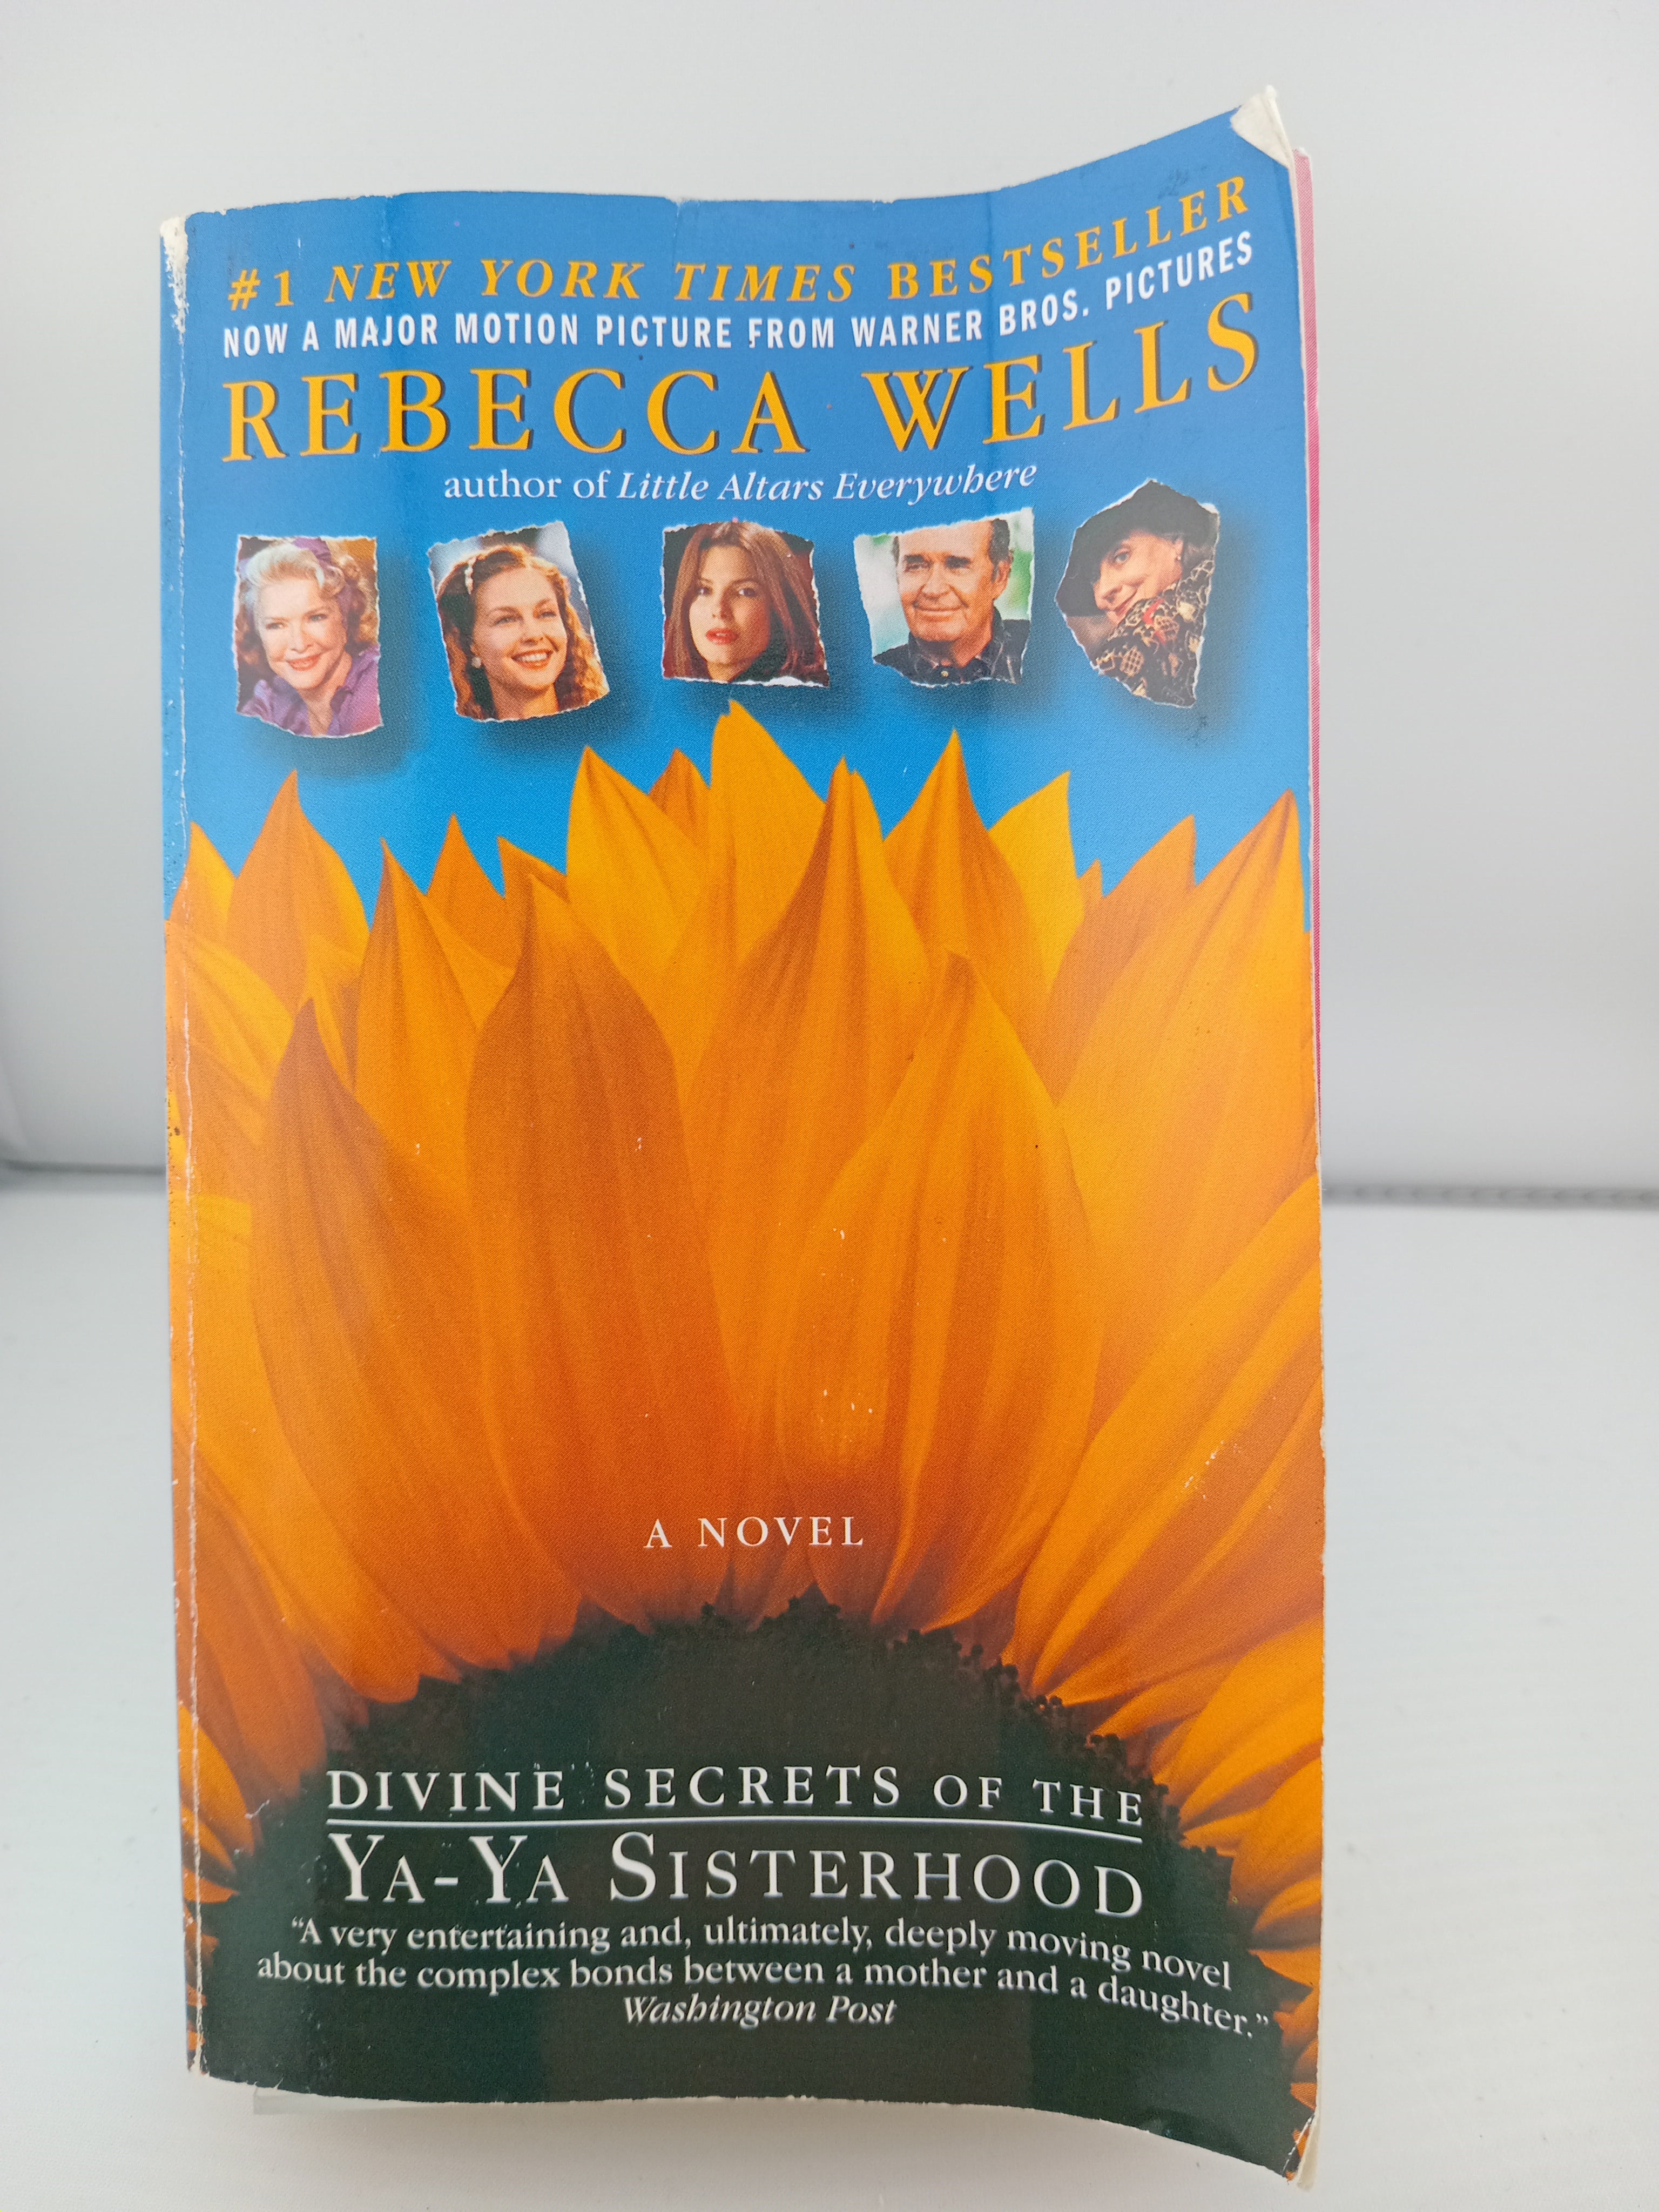 #1 NEW YORK TIMES BESTSELLER
NOW A MAJOR MOTION PICTURE FROM WARNER BROS. PICTURES
REBECCA WELLS
author of Little Altars Everywhere
A NOVEL
DIVINE SECRETS OF THE
YA-YA SISTERHOOD
“A very entertaining and, ultimately, deeply moving novel
about the complex bonds between a mother and a daughter.”
Washington Post